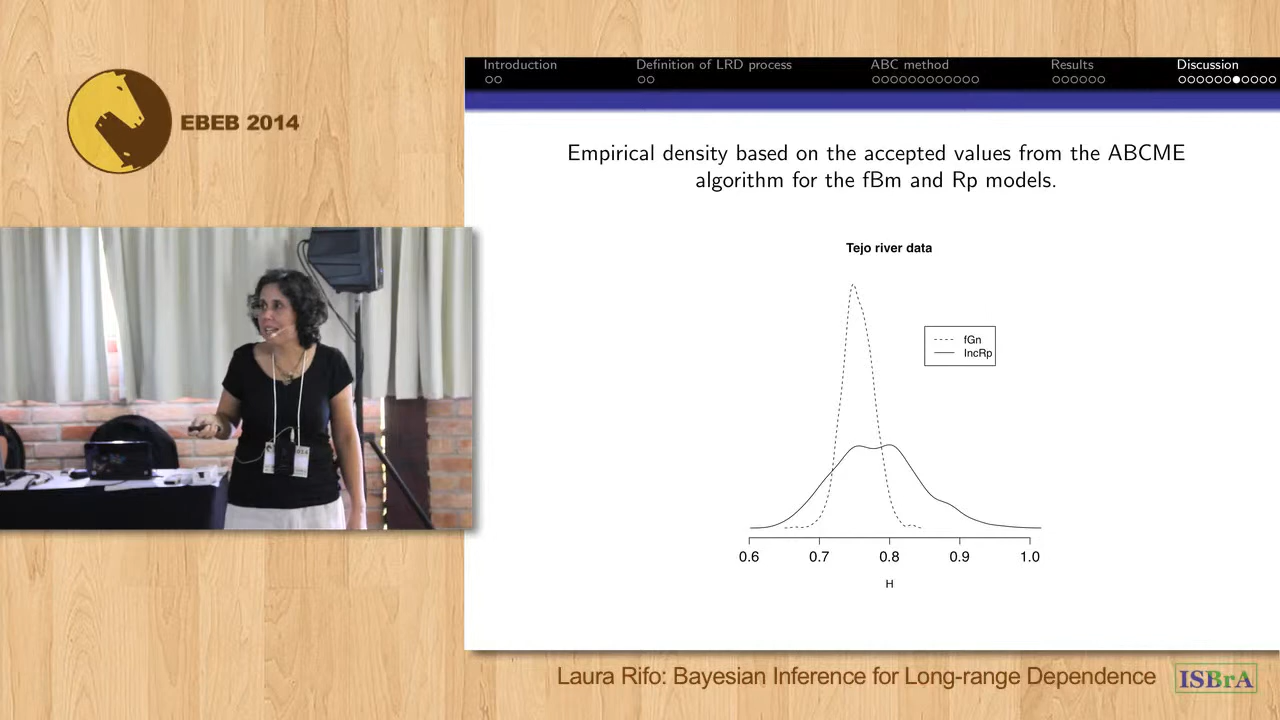 EBEB 2014
Introduction
Definition of LRD process
ABC method
Results
Discussion
Empirical density based on the accepted values from the ABCME
algorithm for the fBm and Rp models.
Tejo river data
fGn
IncRp
0.6 0.7 0.8 0.9 1.0
H
Laura Rifo: Bayesian Inference for Long-range Dependence
ISBrA